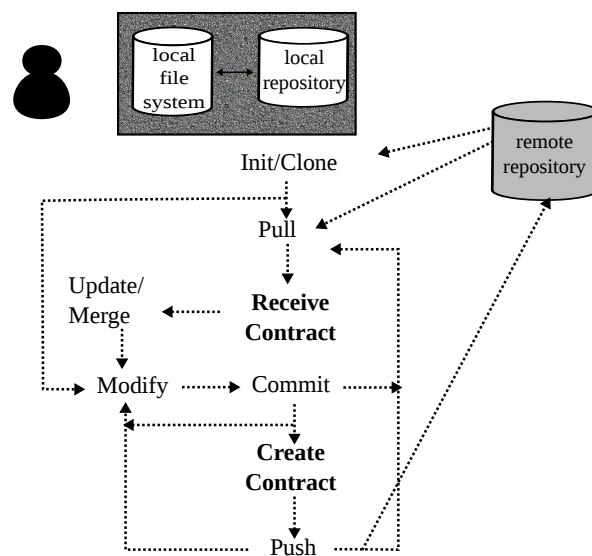 local
file
system
local
repository
remote
repository
Init/Clone
Pull
Receive
Contract
Update/
Merge
Modify
Commit
Create
Contract
Push